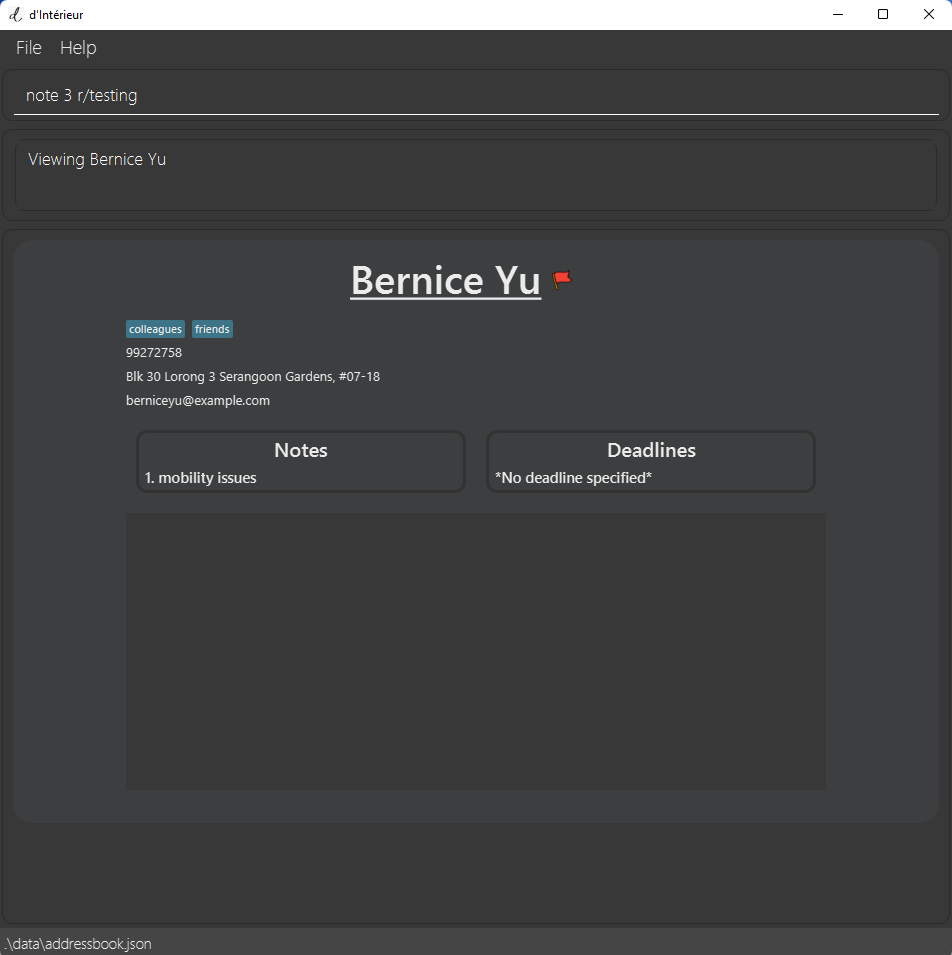 d'Intérieur
File Help
note 3 r/testing
Viewing Bernice Yu
Bernice Yu
colleagues friends
99272758
Blk 30 Lorong 3 Serangoon Gardens, #07-18
berniceyu@example.com
Notes
1. mobility issues
Deadlines
*No deadline specified*
.\data\addressbook.json